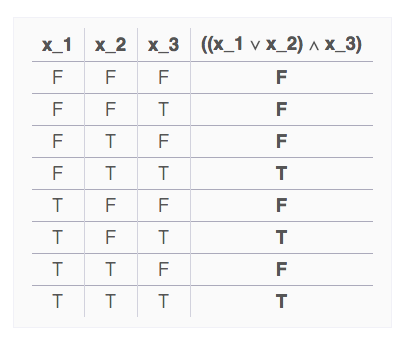 x_1 x_2 x_3 ((x_1 ∨ x_2) ∧ x_3)
F F F F
F F T F
F T F F
F T T T
T F F F
T F T T
T T F F
T T T T